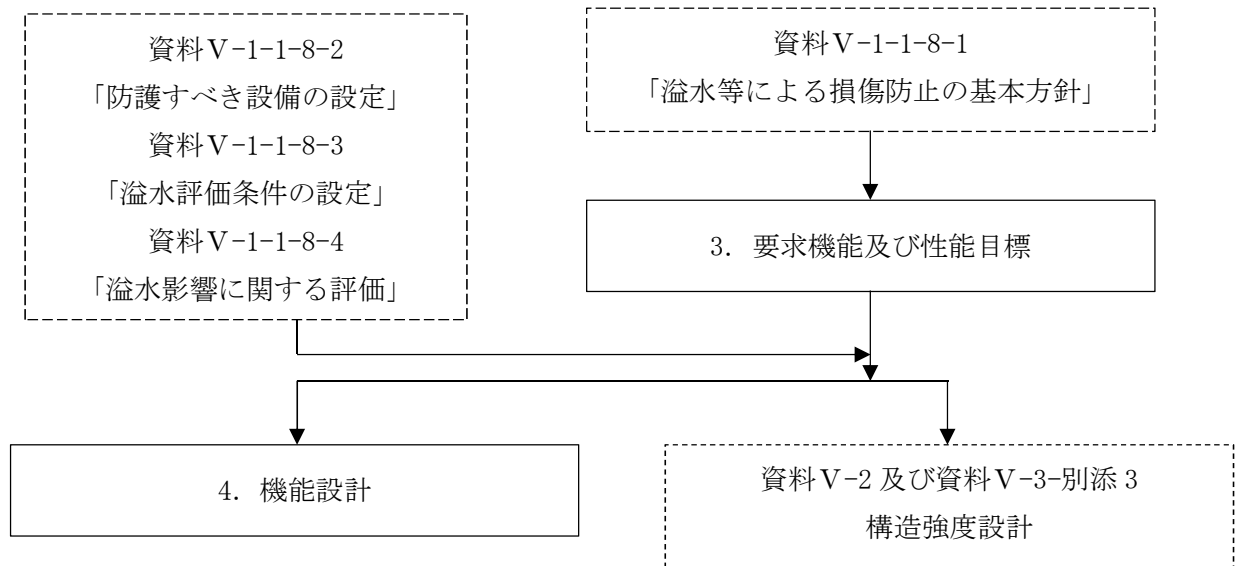 資料Ⅴ-1-1-8-2
「防護すべき設備の設定」
資料Ⅴ-1-1-8-3
「溢水評価条件の設定」
資料Ⅴ-1-1-8-4
「溢水影響に関する評価」
資料Ⅴ-1-1-8-1
「溢水等による損傷防止の基本方針」
3. 要求機能及び性能目標
4. 機能設計
資料Ⅴ-2 及び資料Ⅴ-3-別添 3
構造強度設計